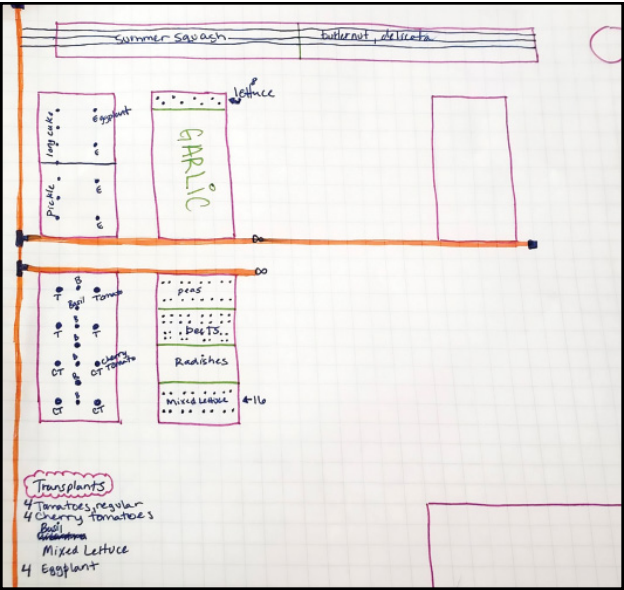 Summer Squash
butternut, delicata
lettuce
long cuke
Eggplant
E
GARLIC
Pickle
E
E
B
T
Basil
Tomato
peas
B
T
T
B
beets
B
CT
Cherry
Tomato
CT
B
Radishes
B
CT
CT
Mixed Lettuce
4-16
Transplants
4 Tomatoes, regular
4 Cherry tomatoes
Basil
Mixed Lettuce
4 Eggplant